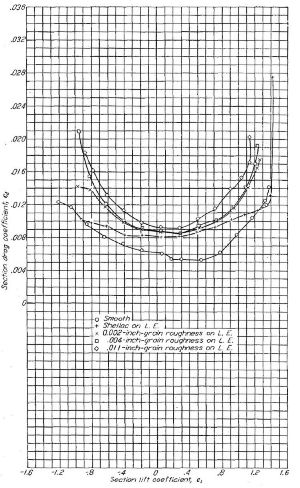 .036
.032
.028
.024
.020
.016
.012
.008
.004
0
Section drag coefficient, cd
Smooth
Shellac on L.E.
0.002-inch-grain roughness on L.E.
.004-inch-grain roughness on L.E.
.011-inch-grain roughness on L.E.
-1.6 -1.2 -.8 -.4 0 .4 .8 1.2 1.6
Section lift coefficient, cl